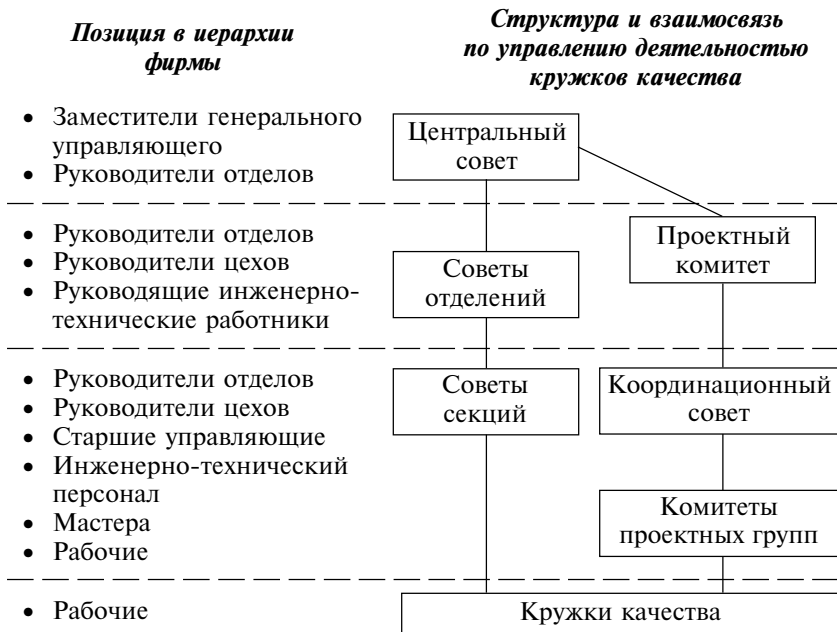 Позиция в иерархии
фирмы
Структура и взаимосвязь
по управлению деятельностью
кружков качества
• Заместители генерального
управляющего
• Руководители отделов
Центральный
совет
• Руководители отделов
• Руководители цехов
• Руководящие инженерно-
технические работники
Советы
отделений
Проектный
комитет
• Руководители отделов
• Руководители цехов
• Старшие управляющие
• Инженерно-технический
персонал
• Мастера
• Рабочие
Советы
секций
Координационный
совет
Комитеты
проектных групп
• Рабочие
Кружки качества